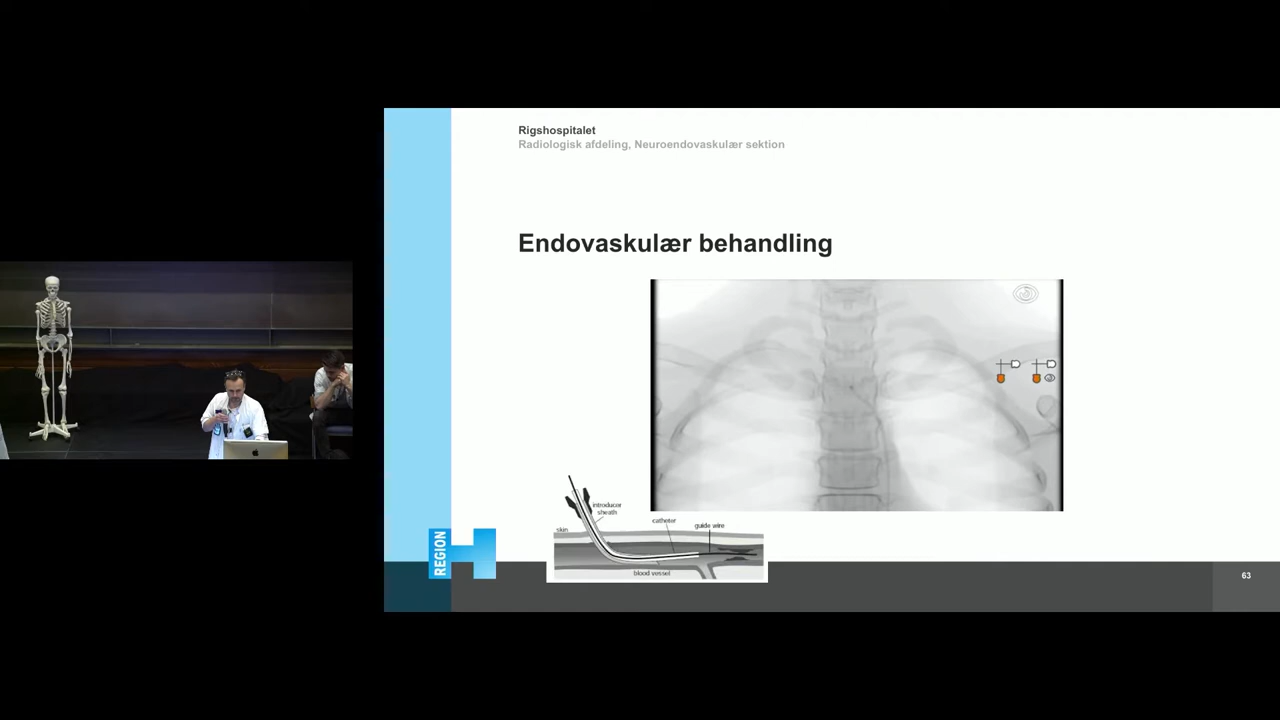 Rigshospitalet
Radiologisk afdeling, Neuroendovaskulær sektion
Endovaskulær behandling
introducer
sheath
skin
catheter
guide wire
blood vessel
REGION
H
63